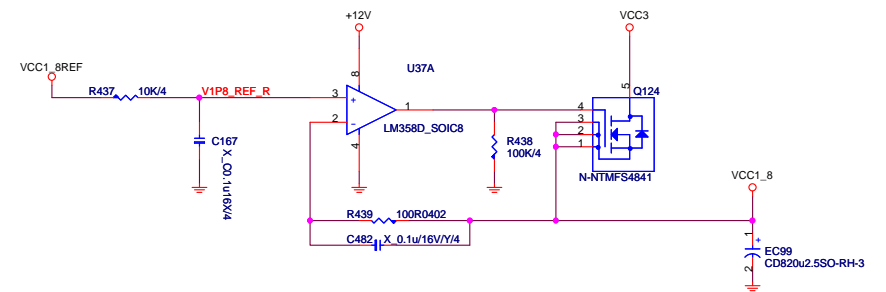 +12V
VCC3
VCC1_8REF
U37A
R437
10K/4
V1P8_REF_R
8
5
Q124
3
+
1
4
2
-
LM358D_SOIC8
3
2
1
C167
X_C0.1u16X/4
4
R438
100K/4
N-NTMFS4841
VCC1_8
R439
100R0402
C482
X_0.1u/16V/Y/4
1
+
EC99
CD820u2.5SO-RH-3
2